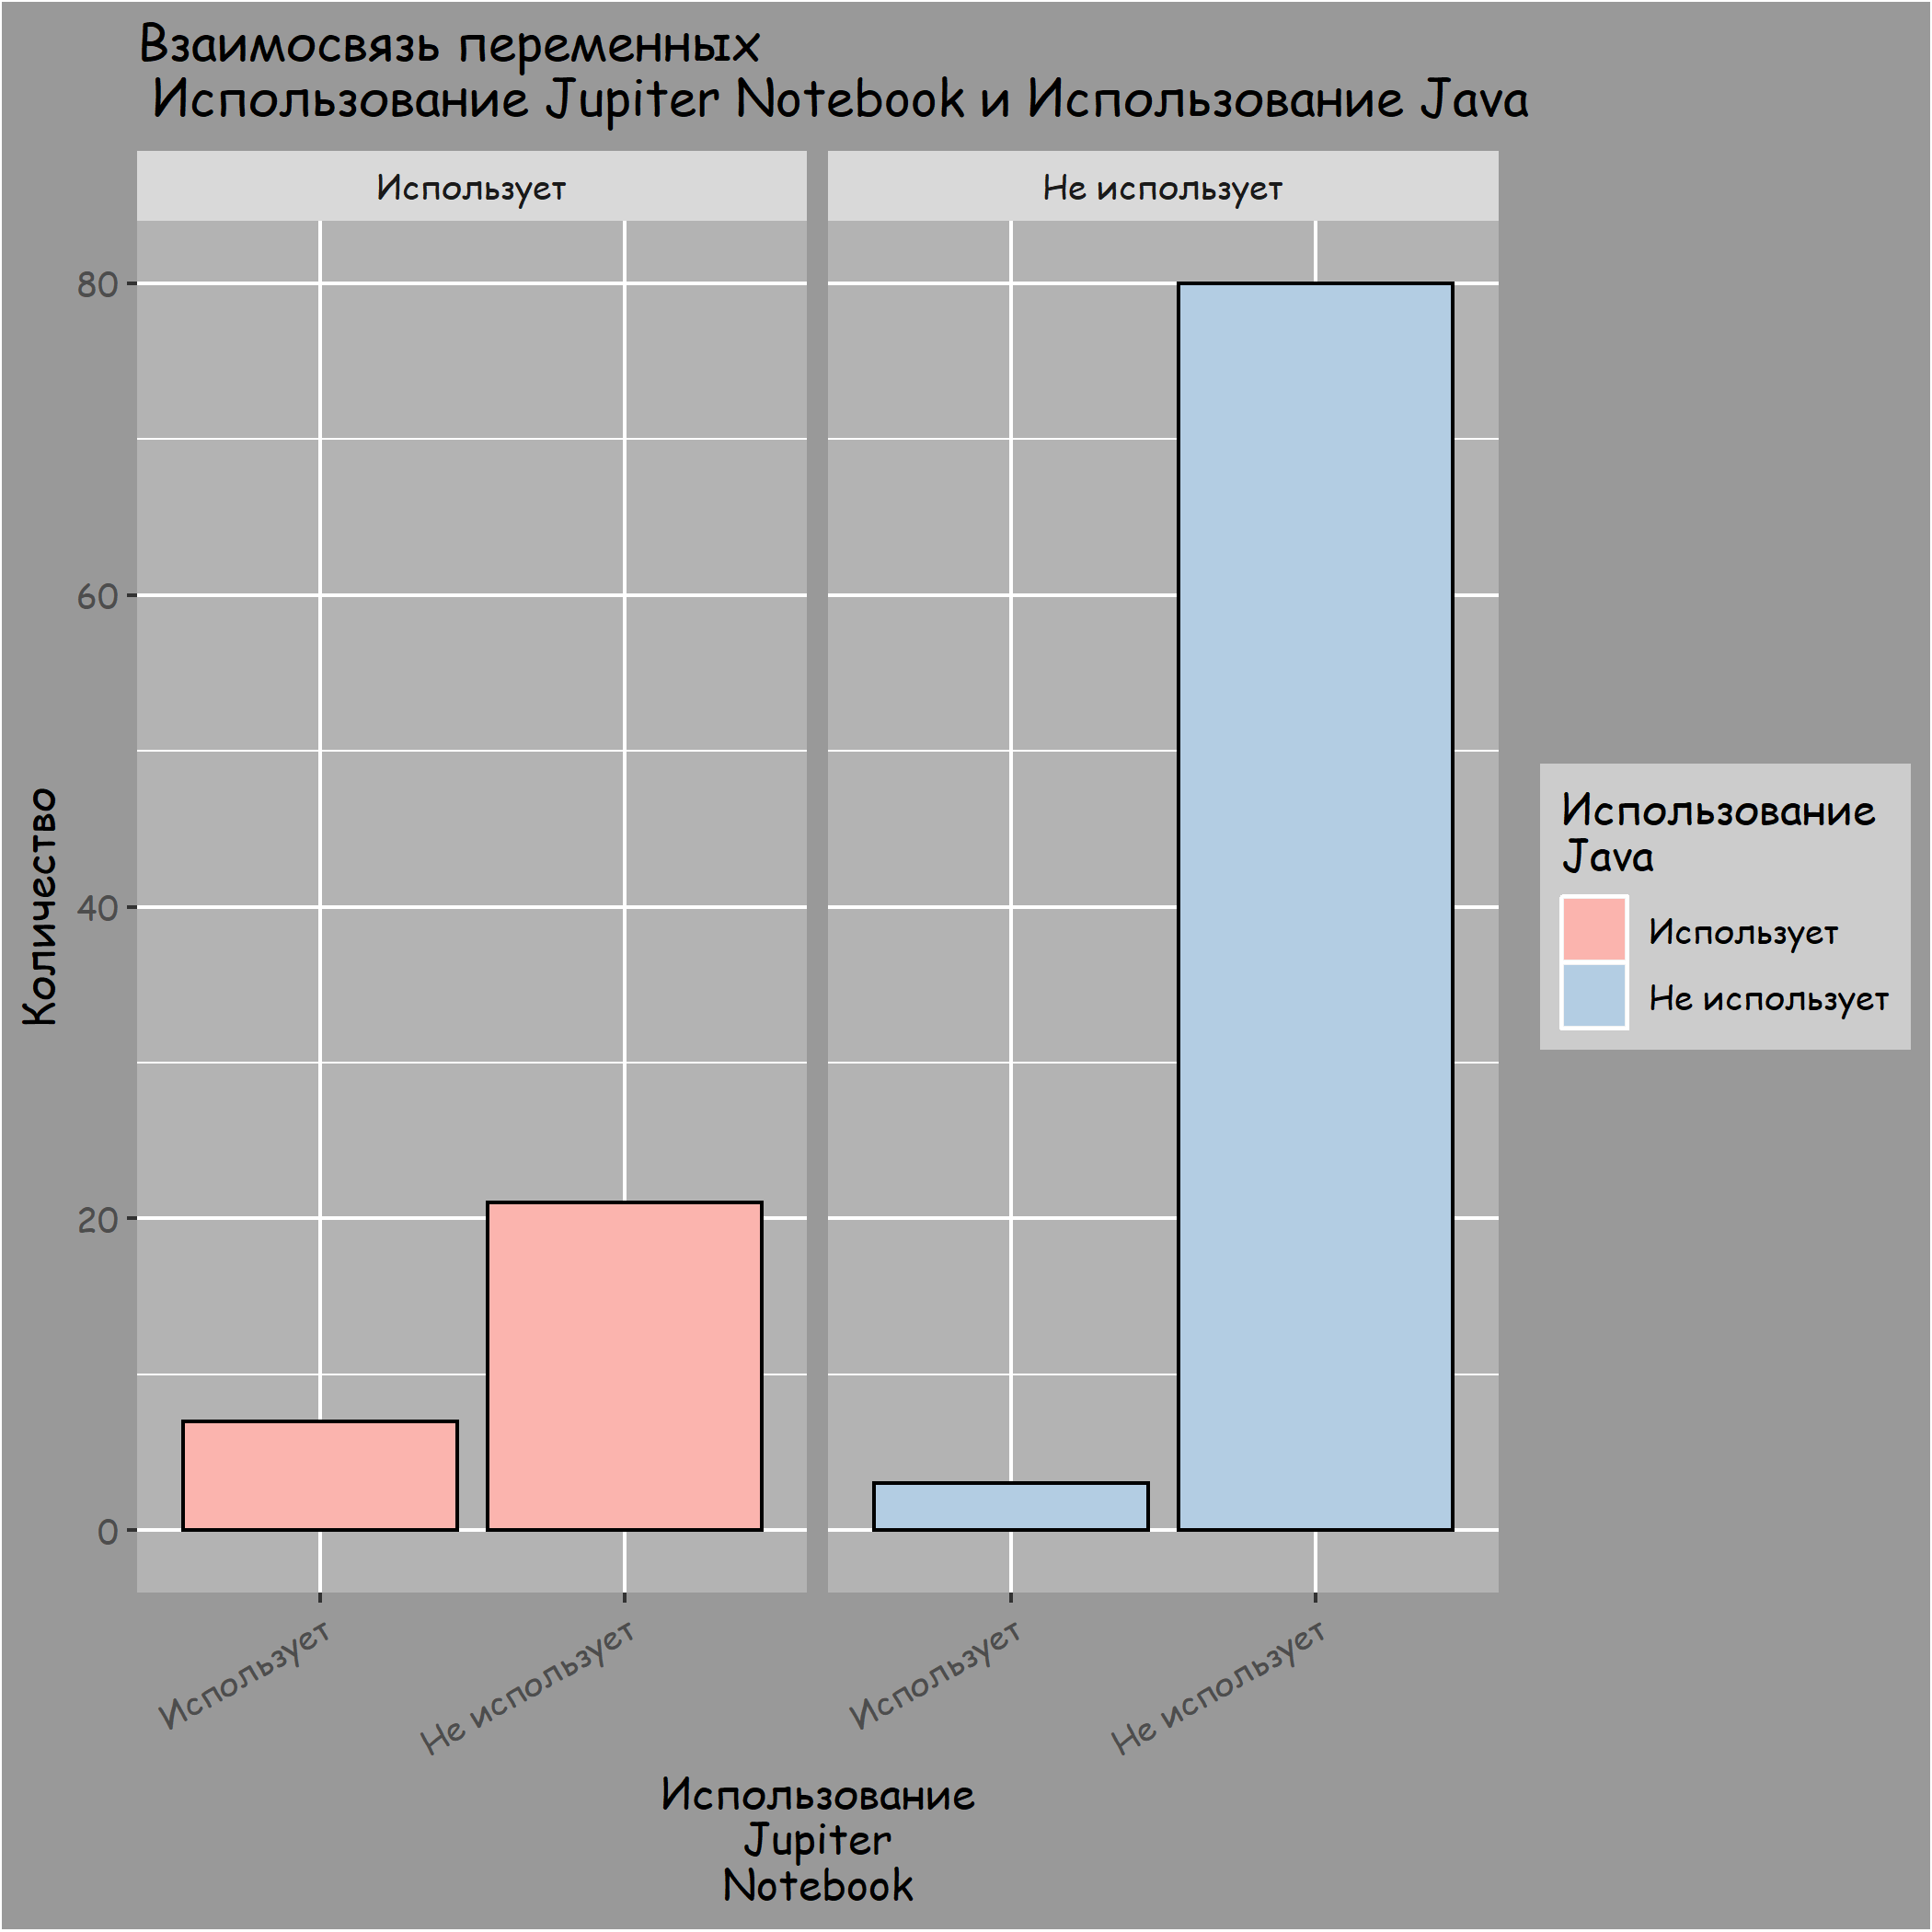 Взаимосвязь переменных
Использование Jupiter Notebook и Использование Java
Использует
Не использует
Количество
80
60
40
20
0
Использует
Не использует
Использует
Не использует
Использование
Jupiter
Notebook
Использование
Java
Использует
Не использует